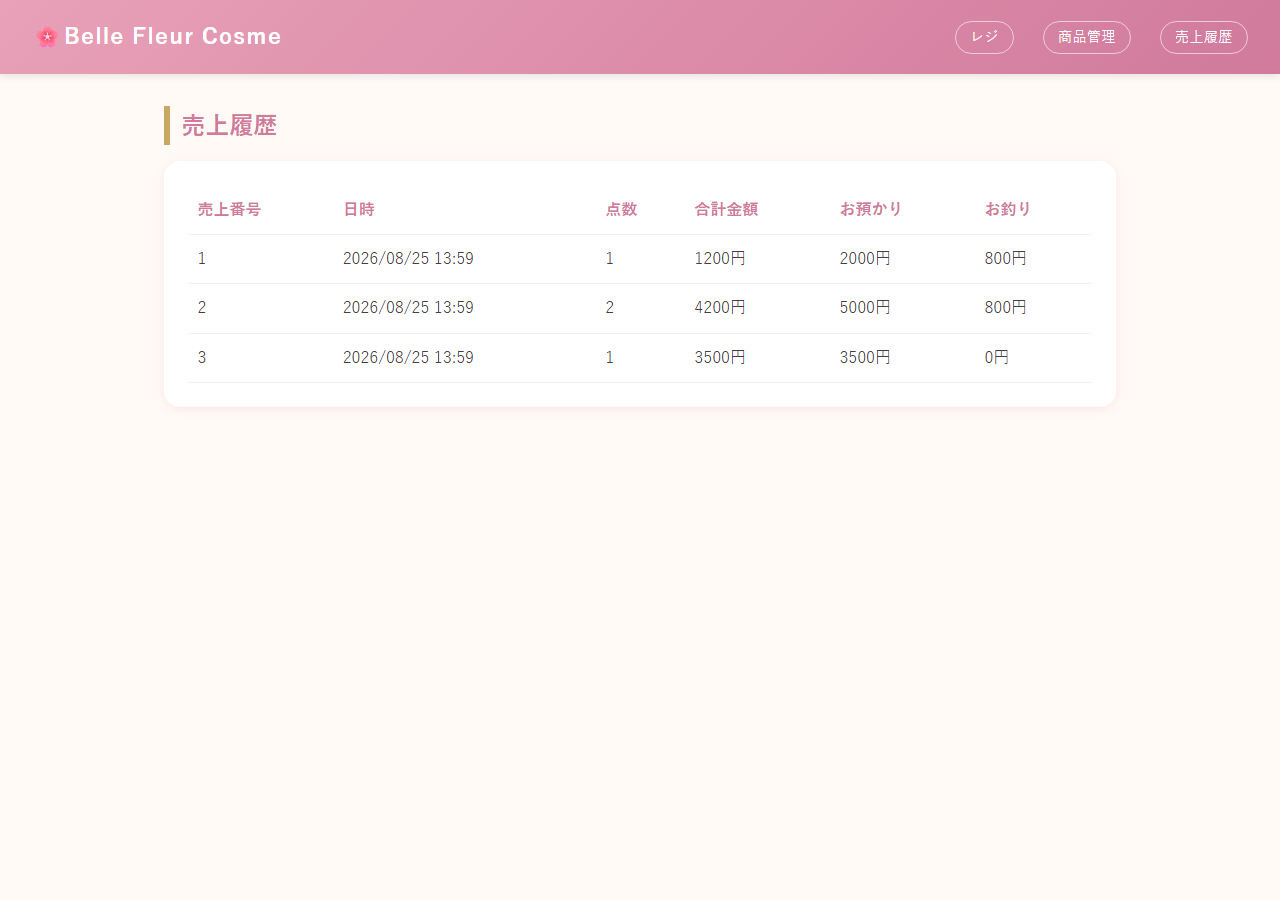 🌸 Belle Fleur Cosme
レジ 商品管理 売上履歴
売上履歴
売上番号 日時 点数 合計金額 お預かり お釣り
1 2026/08/25 13:59 1 1200円 2000円 800円
2 2026/08/25 13:59 2 4200円 5000円 800円
3 2026/08/25 13:59 1 3500円 3500円 0円